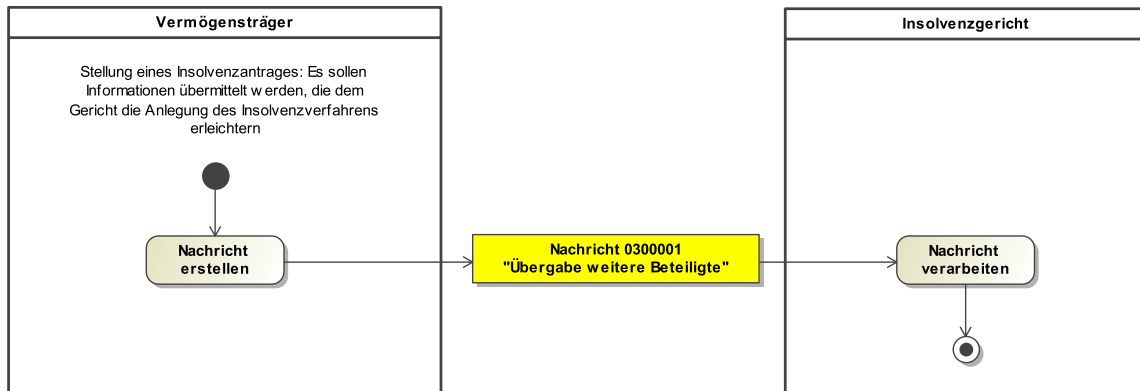 Vermögensträger
Insolvenzgericht
Stellung eines Insolvenzantrages: Es sollen
Informationen übermittelt werden, die dem
Gericht die Anlegung des Insolvenzverfahrens
erleichtern
Nachricht
erstellen
Nachricht 0300001
"Übergabe weitere Beteiligte"
Nachricht
verarbeiten